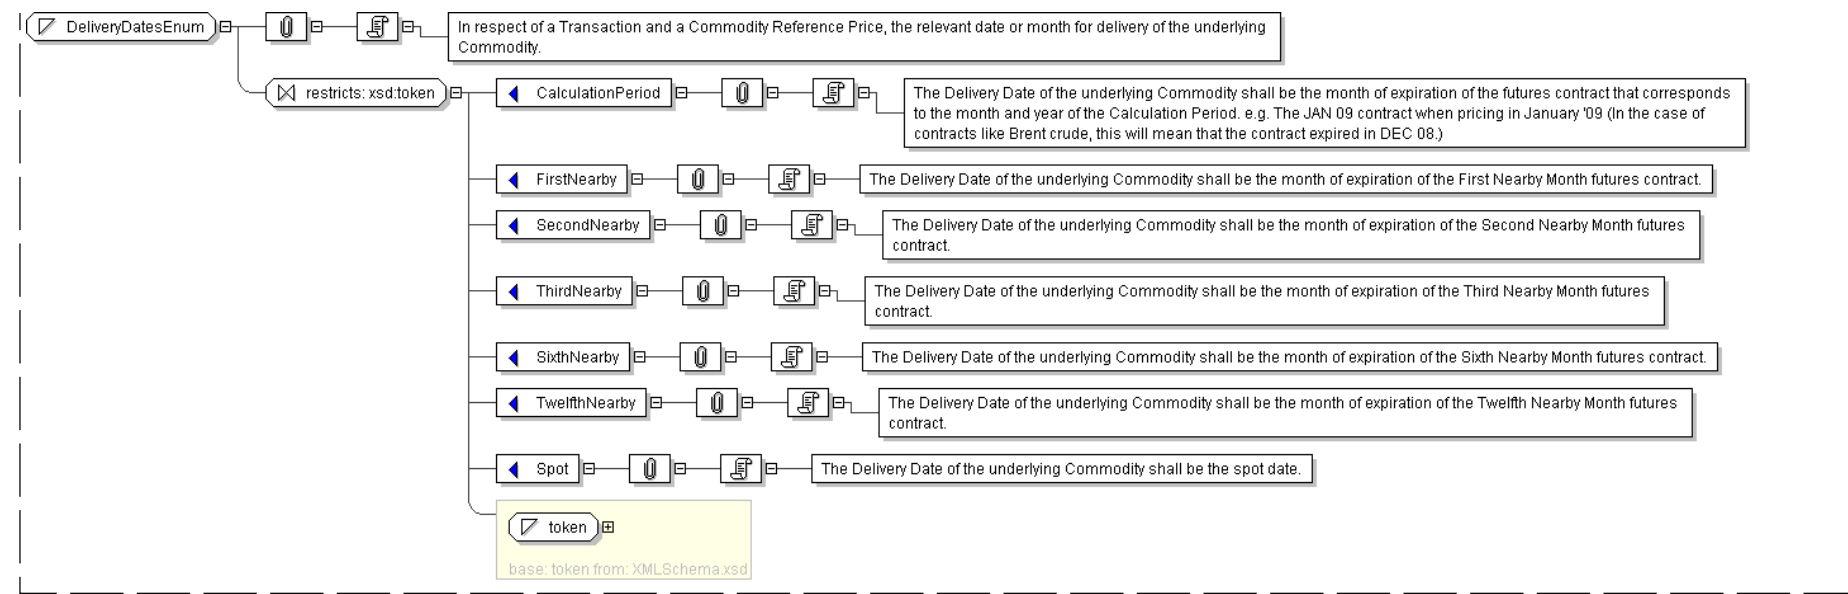 DeliveryDatesEnum
In respect of a Transaction and a Commodity Reference Price, the relevant date or month for delivery of the underlying
Commodity.
restricts: xsd:token
CalculationPeriod
The Delivery Date of the underlying Commodity shall be the month of expiration of the futures contract that corresponds
to the month and year of the Calculation Period. e.g. The JAN 09 contract when pricing in January '09 (In the case of
contracts like Brent crude, this will mean that the contract expired in DEC 08.)
FirstNearby
The Delivery Date of the underlying Commodity shall be the month of expiration of the First Nearby Month futures contract.
SecondNearby
The Delivery Date of the underlying Commodity shall be the month of expiration of the Second Nearby Month futures
contract.
ThirdNearby
The Delivery Date of the underlying Commodity shall be the month of expiration of the Third Nearby Month futures
contract.
SixthNearby
The Delivery Date of the underlying Commodity shall be the month of expiration of the Sixth Nearby Month futures contract.
TwelfthNearby
The Delivery Date of the underlying Commodity shall be the month of expiration of the Twelfth Nearby Month futures
contract.
Spot
The Delivery Date of the underlying Commodity shall be the spot date.
token
base: token from: XMLSchema.xsd